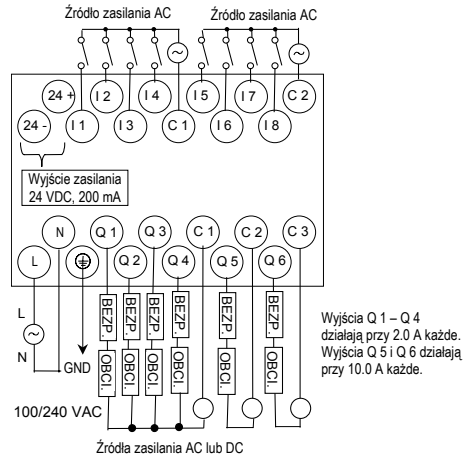 Źródło zasilania AC
Źródło zasilania AC
24 +
I 2
I 4
I 5
I 7
C 2
24 -
I 1
I 3
C 1
I 6
I 8
Wyjście zasilania
24 VDC, 200 mA
N
Q 1
Q 3
C 1
C 2
C 3
L
Q 2
Q 4
Q 5
Q 6
L
N
GND
BEZP.
BEZP.
BEZP.
BEZP.
BEZP.
BEZP.
OBCI.
OBCI.
OBCI.
OBCI.
OBCI.
OBCI.
Wyjścia Q 1 – Q 4
działają przy 2.0 A każde.
Wyjścia Q 5 i Q 6 działają
przy 10.0 A każde.
100/240 VAC
Źródła zasilania AC lub DC